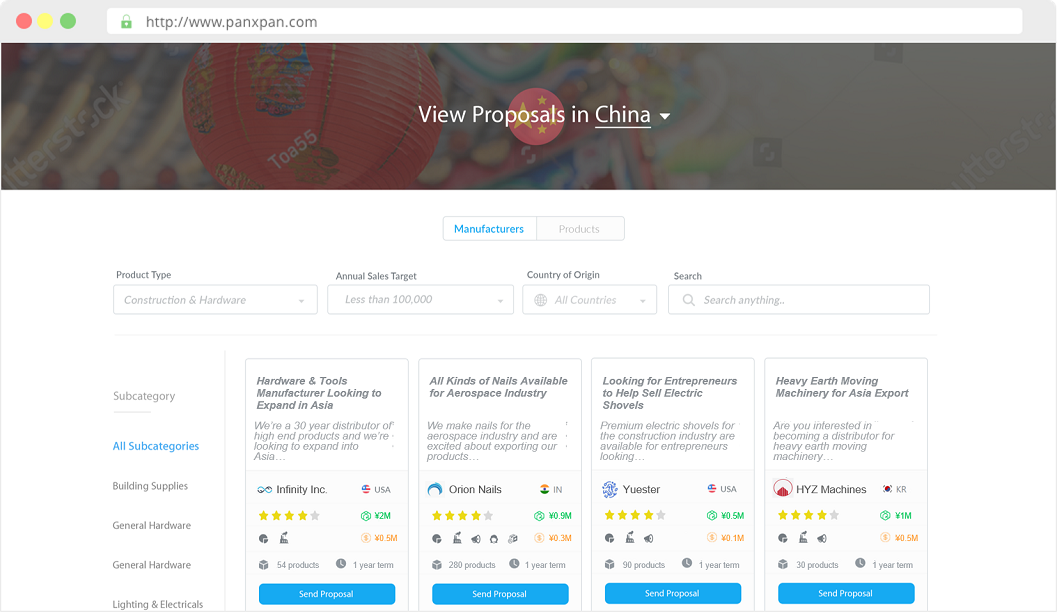 http://www.panxpan.com
View Proposals in China
Toa55
Manufacturers
Products
Product Type
Annual Sales Target
Country of Origin
Search
Construction & Hardware
Less than 100,000
All Countries
Search anything..
Subcategory
All Subcategories
Building Supplies
General Hardware
General Hardware
Lighting & Electricals
Hardware & Tools
Manufacturer Looking to
Expand in Asia
We're a 30 year distributor of
high end products and we're
looking to expand into
Asia…
Infinity Inc.
USA
¥2M
¥0.5M
54 products
1 year term
Send Proposal
All Kinds of Nails Available
for Aerospace Industry
We make nails for the
aerospace industry and are
excited about exporting our
products…
Orion Nails
IN
¥0.9M
¥0.3M
280 products
1 year term
Send Proposal
Looking for Entrepreneurs
to Help Sell Electric
Shovels
Premium electric shovels for
the construction industry are
available for entrepreneurs
looking…
Yuester
USA
¥0.5M
¥0.1M
90 products
1 year term
Send Proposal
Heavy Earth Moving
Machinery for Asia Export
Are you interested in
becoming a distributor for
heavy earth moving
machinery…
HYZ Machines
KR
¥1M
¥0.5M
30 products
1 year term
Send Proposal